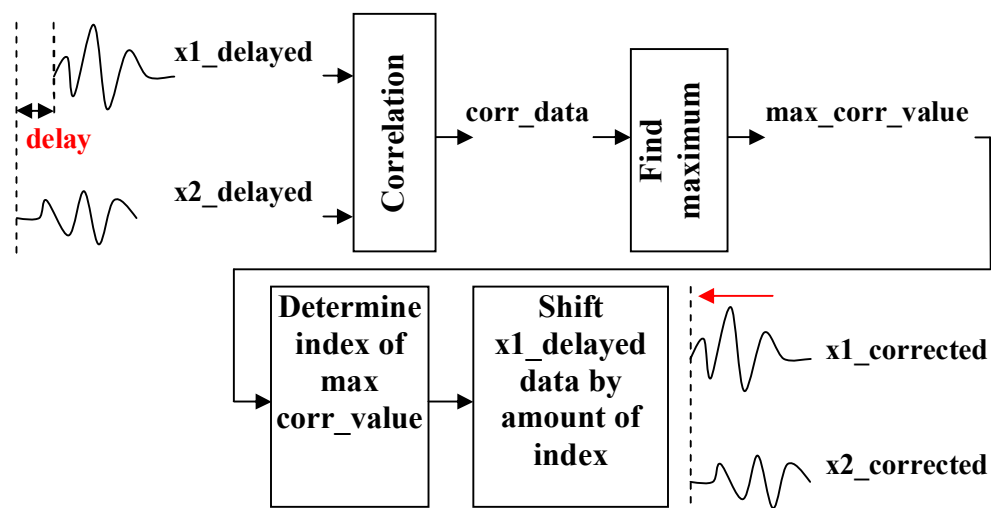 x1_delayed
delay
x2_delayed
Correlation
corr_data
Find
maximum
max_corr_value
Determine
index of
max
corr_value
Shift
x1_delayed
data by
amount of
index
x1_corrected
x2_corrected